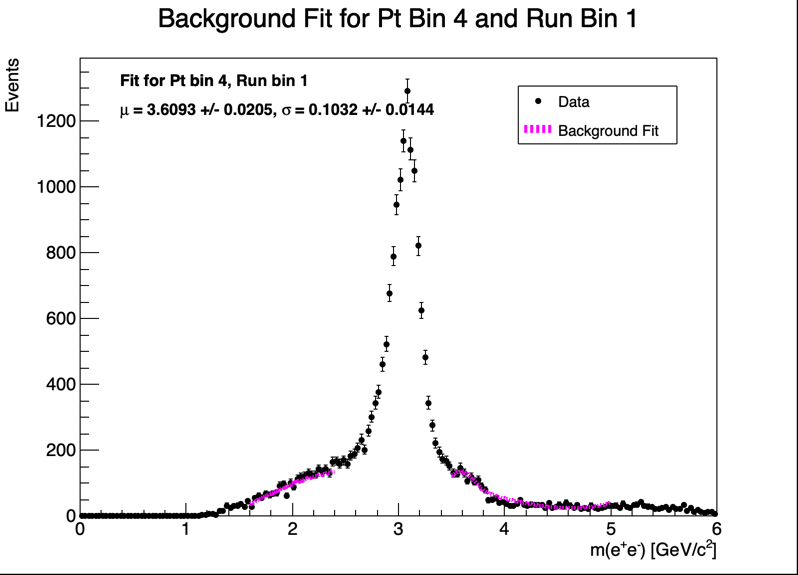 Background Fit for Pt Bin 4 and Run Bin 1
Events
Fit for Pt bin 4, Run bin 1
μ = 3.6093 +/- 0.0205, σ = 0.1032 +/- 0.0144
Data
Background Fit
1200
1000
800
600
400
200
0
0 1 2 3 4 5 6
m(e⁺e⁻) [GeV/c²]